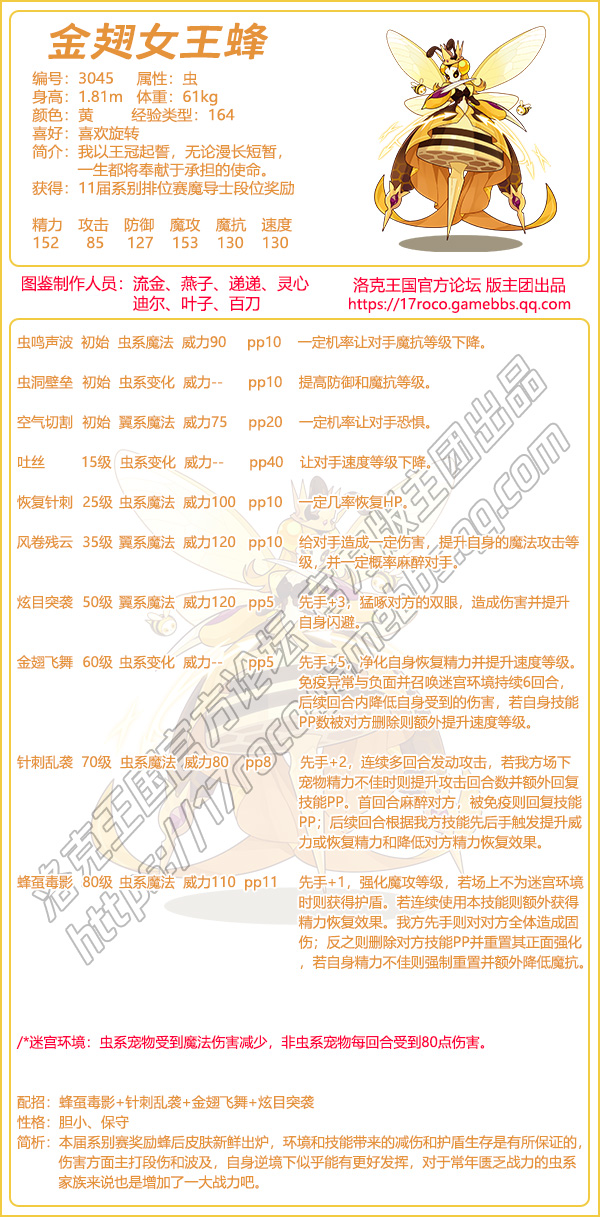 金翅女王蜂
编号：3045 属性：虫
身高：1.81m 体重：61kg
颜色：黄 经验类型：164
喜好：喜欢旋转
简介：我以王冠起誓，无论漫长短暂，
一生都将奉献于承担的使命。
获得：11届系别排位赛魔导士段位奖励
精力 攻击 防御 魔攻 魔抗 速度
152 85 127 153 130 130
图鉴制作人员：流金、燕子、递递、灵心
迪尔、叶子、百刀
洛克王国官方论坛 版主团出品
https://17roco.gamebbs.qq.com
虫鸣声波 初始 虫系魔法 威力90 pp10 一定机率让对手魔抗等级下降。
虫洞壁垒 初始 虫系变化 威力-- pp10 提高防御和魔抗等级。
空气切割 初始 翼系魔法 威力75 pp20 一定机率让对手恐惧。
吐丝 15级 虫系变化 威力-- pp40 让对手速度等级下降。
恢复针刺 25级 虫系魔法 威力100 pp10 一定几率恢复HP。
风卷残云 35级 翼系魔法 威力120 pp10 给对手造成一定伤害，提升自身的魔法攻击等
级，并一定概率麻醉对手。
炫目突袭 50级 翼系魔法 威力120 pp5 先手+3，猛啄对方的双眼，造成伤害并提升
自身闪避。
金翅飞舞 60级 虫系变化 威力-- pp5 先手+5，净化自身恢复精力并提升速度等级。
免疫异常与负面并召唤迷宫环境持续6回合，
后续回合内降低自身受到的伤害，若自身技能
PP数被对方删除则额外提升速度等级。
针刺乱袭 70级 虫系魔法 威力80 pp8 先手+2，连续多回合发动攻击，若我方场下
宠物精力不佳时则提升攻击回合数并额外回复
技能PP。首回合麻醉对方，被免疫则回复技能
PP；后续回合根据我方技能先后手触发提升威
力或恢复精力和降低对方精力恢复效果。
蜂虿毒影 80级 虫系魔法 威力110 pp11 先手+1，强化魔攻等级，若场上不为迷宫环境
时则获得护盾。若连续使用本技能则额外获得
精力恢复效果。我方先手则对对方全体造成固
伤；反之则删除对方技能PP并重置其正面强化
，若自身精力不佳则强制重置并额外降低魔抗。
洛克王国官方论坛 官方版主团出品
https://17roco.gamebbs.qq.com
/*迷宫环境：虫系宠物受到魔法伤害减少，非虫系宠物每回合受到80点伤害。
配招：蜂虿毒影+针刺乱袭+金翅飞舞+炫目突袭
性格：胆小、保守
简析：本届系别赛奖励蜂后皮肤新鲜出炉，环境和技能带来的减伤和护盾生存是有所保证的，
伤害方面主打段伤和波及，自身逆境下似乎能有更好发挥，对于常年匮乏战力的虫系
家族来说也是增加了一大战力吧。